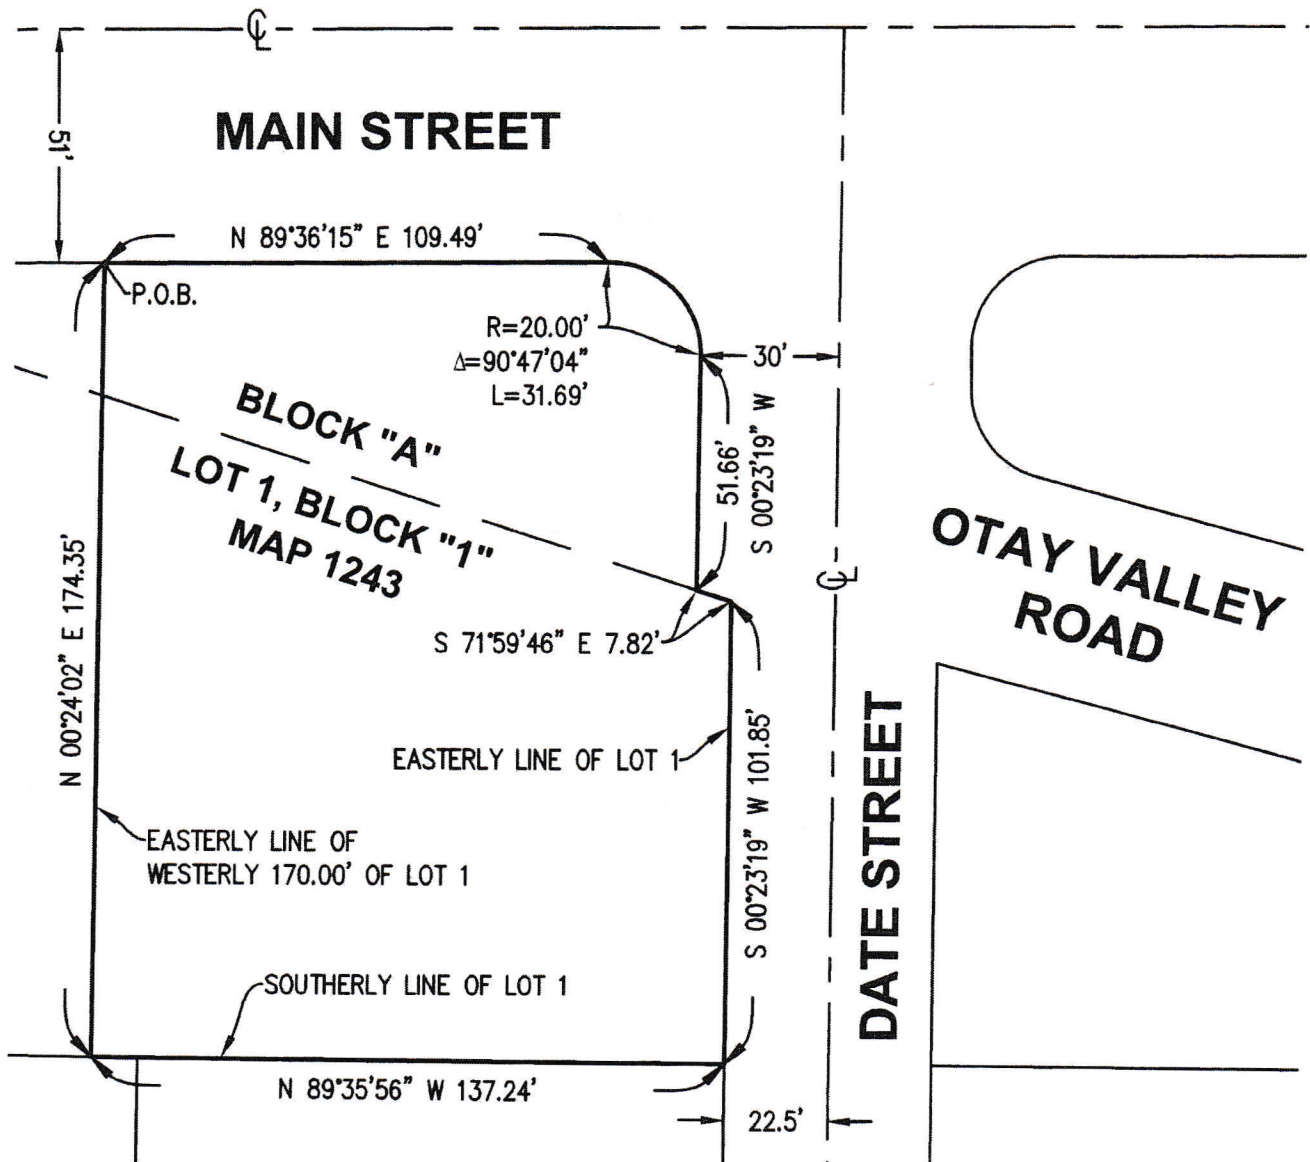 ℄
MAIN STREET
51'
N 89°36'15" E 109.49'
P.O.B.
R=20.00'
Δ=90°47'04"
L=31.69'
30'
BLOCK "A"
LOT 1, BLOCK "1"
MAP 1243
51.66'
S 00°23'19" W
OTAY VALLEY
ROAD
℄
N 00°24'02" E 174.35'
S 71°59'46" E 7.82'
EASTERLY LINE OF LOT 1
S 00°23'19" W 101.85'
DATE STREET
EASTERLY LINE OF
WESTERLY 170.00' OF LOT 1
SOUTHERLY LINE OF LOT 1
N 89°35'56" W 137.24'
22.5'